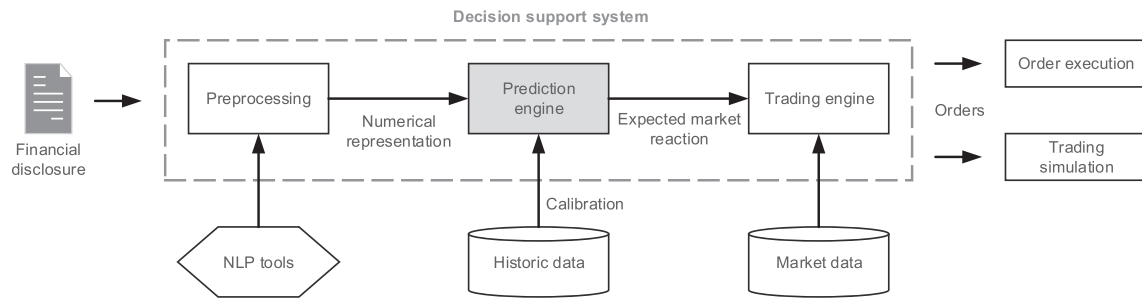 Decision support system
Financial
disclosure
Preprocessing
Numerical
representation
Prediction
engine
Expected market
reaction
Trading engine
Orders
Order execution
Trading
simulation
Calibration
NLP tools
Historic data
Market data